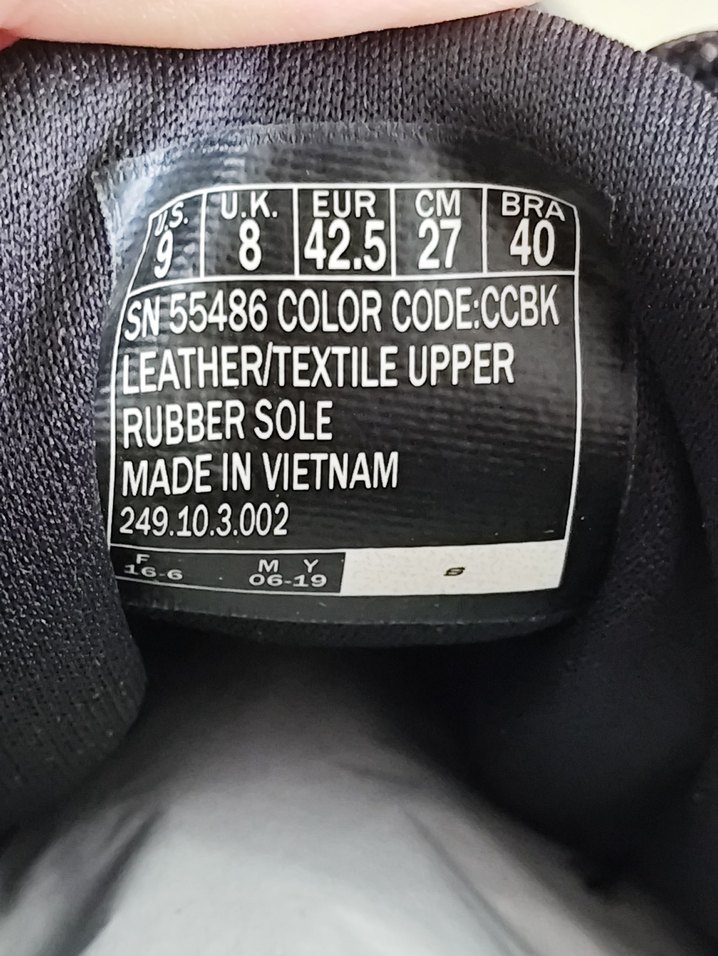 U.S. U.K. EUR CM BRA
9 8 42.5 27 40
SN 55486 COLOR CODE:CCBK
LEATHER/TEXTILE UPPER
RUBBER SOLE
MADE IN VIETNAM
249.10.3.002
F M Y
16-6 06-19